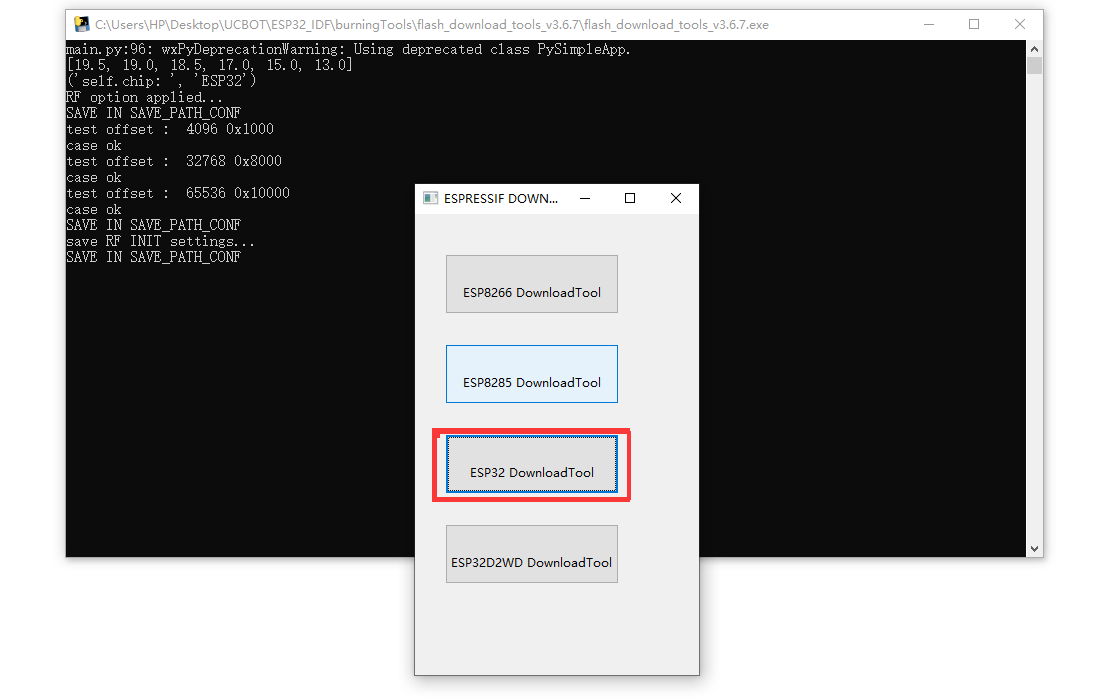 C:\Users\HP\Desktop\UCBOT\ESP32_IDF\burningTools\flash_download_tools_v3.6.7\flash_download_tools_v3.6.7.exe
main.py:96: wxPyDeprecationWarning: Using deprecated class PySimpleApp.
[19.5, 19.0, 18.5, 17.0, 15.0, 13.0]
('self.chip: ', 'ESP32')
RF option applied...
SAVE IN SAVE_PATH_CONF
test offset :  4096 0x1000
case ok
test offset :  32768 0x8000
case ok
test offset :  65536 0x10000
case ok
SAVE IN SAVE_PATH_CONF
save RF INIT settings...
SAVE IN SAVE_PATH_CONF
ESPRESSIF DOWN...
ESP8266 DownloadTool
ESP8285 DownloadTool
ESP32 DownloadTool
ESP32D2WD DownloadTool